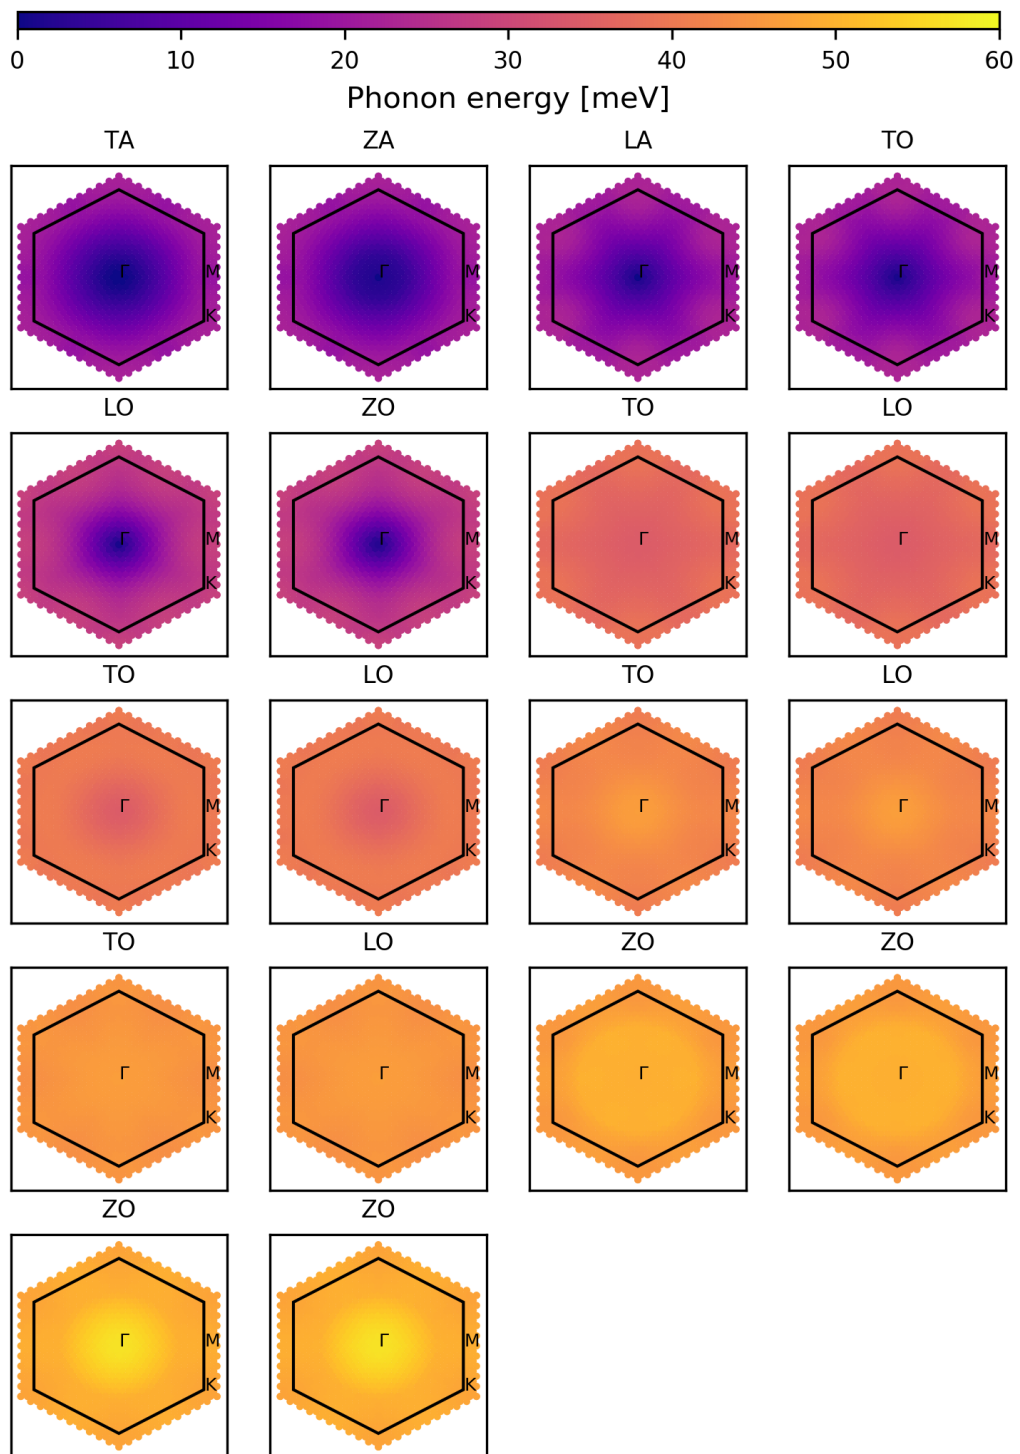 0 10 20 30 40 50 60
Phonon energy [meV]
TA ZA LA TO
Γ M Γ M Γ M Γ M
K K K K
LO ZO TO LO
Γ M Γ M Γ M Γ M
K K K K
TO LO TO LO
Γ M Γ M Γ M Γ M
K K K K
TO LO ZO ZO
Γ M Γ M Γ M Γ M
K K K K
ZO ZO
Γ M Γ M
K K